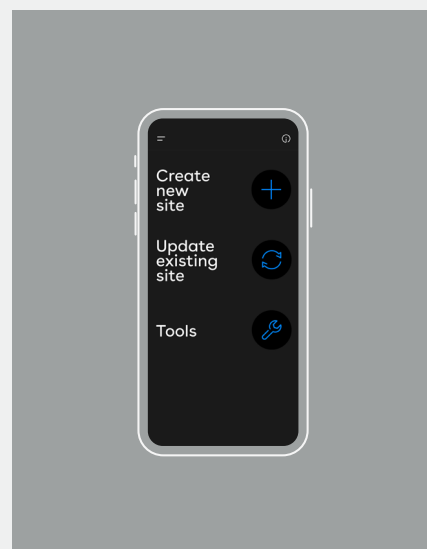 Create
new
site
Update
existing
site
Tools